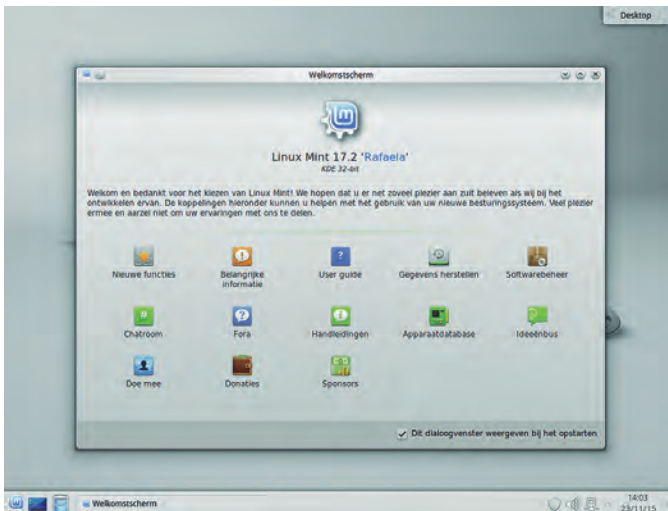 Desktop
Welkomstscherm
Linux Mint 17.2 'Rafaela'
KDE 32-bit
Welkom en bedankt voor het kiezen van Linux Mint! We hopen dat u er net zoveel plezier aan zult beleven als wij bij het
ontwikkelen ervan. De koppelingen hieronder kunnen u helpen met het gebruik van uw nieuwe besturingssysteem. Veel plezier
ermee en aarzel niet om uw ervaringen met ons te delen.
Nieuwe functies
Belangrijke
informatie
User guide
Gegevens herstellen
Softwarebeheer
Chatroom
Fora
Handleidingen
Apparaatdatabase
Ideeënbus
Doe mee
Donaties
Sponsors
Dit dialoogvenster weergeven bij het opstarten
Welkomstscherm
14:03
23/11/15